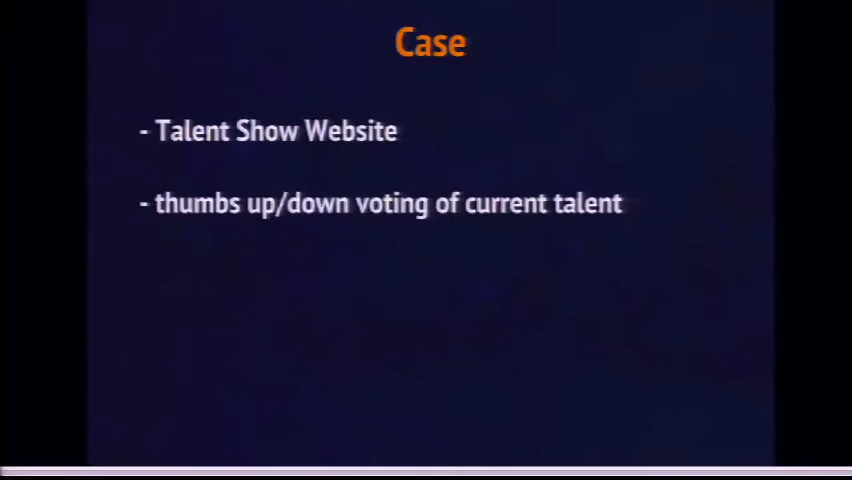 Case
- Talent Show Website
- thumbs up/down voting of current talent